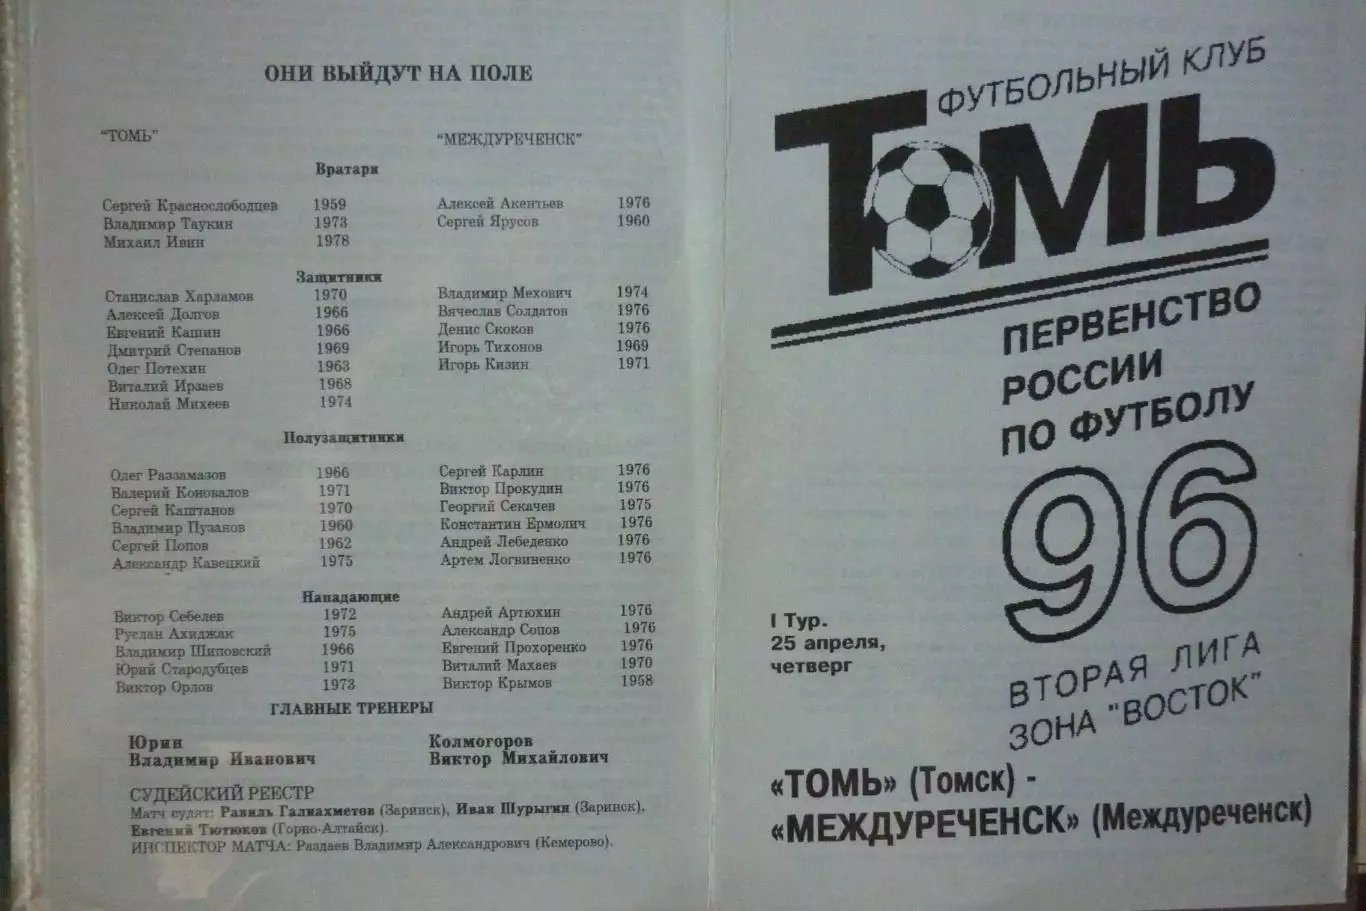 ОНИ ВЫЙДУТ НА ПОЛЕ
"ТОМЬ" "МЕЖДУРЕЧЕНСК"
Вратари
Сергей Краснослободцев 1959 Алексей Акентьев 1976
Владимир Таукин 1973 Сергей Ярусов 1960
Михаил Ивин 1978
Защитники
Станислав Харламов 1970 Владимир Мехович 1974
Алексей Долгов 1966 Вячеслав Солдатов 1976
Евгений Кашин 1966 Денис Скоков 1976
Дмитрий Степанов 1969 Игорь Тихонов 1969
Олег Потехин 1963 Игорь Кизин 1971
Виталий Ирзаев 1968
Николай Михеев 1974
Полузащитники
Олег Раззамазов 1966 Сергей Карлин 1976
Валерий Коновалов 1971 Виктор Прокудин 1976
Сергей Каштанов 1970 Георгий Секачев 1975
Владимир Пузанов 1960 Константин Ермолич 1976
Сергей Попов 1962 Андрей Лебеденко 1976
Александр Кавецкий 1975 Артем Логвиненко 1976
Нападающие
Виктор Себелев 1972 Андрей Артюхин 1976
Руслан Ахиджак 1975 Александр Сопов 1976
Владимир Шиповский 1966 Евгений Прохоренко 1976
Юрий Стародубцев 1971 Виталий Махаев 1970
Виктор Орлов 1973 Виктор Крымов 1958
ГЛАВНЫЕ ТРЕНЕРЫ
Юрин Колмогоров
Владимир Иванович Виктор Михайлович
СУДЕЙСКИЙ РЕЕСТР
Матч судят: Равиль Галиахметов (Заринск), Иван Шурыгин (Заринск),
Евгений Тютюков (Горно-Алтайск).
ИНСПЕКТОР МАТЧА: Раздаев Владимир Александрович (Кемерово).
ФУТБОЛЬНЫЙ КЛУБ
ТОМЬ
ПЕРВЕНСТВО
РОССИИ
ПО ФУТБОЛУ
96
I Тур.
25 апреля,
четверг
ВТОРАЯ ЛИГА
ЗОНА "ВОСТОК"
«ТОМЬ» (Томск) -
«МЕЖДУРЕЧЕНСК» (Междуреченск)